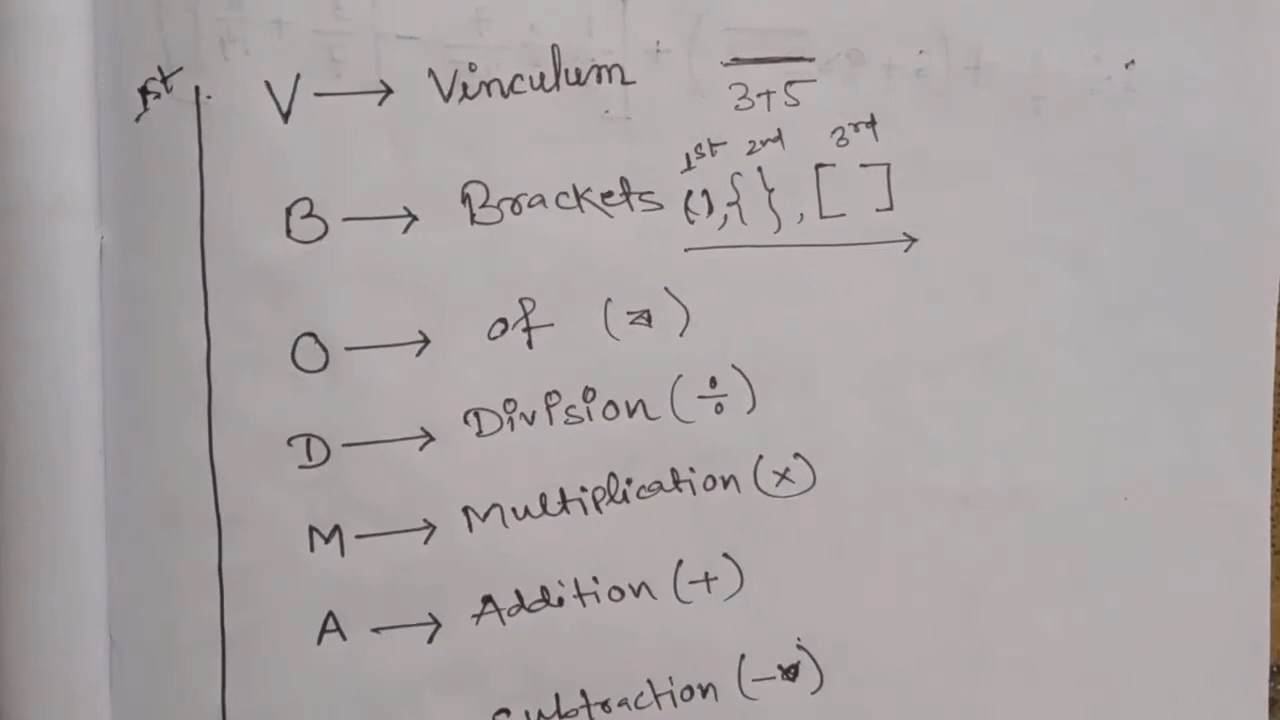 1st V → Vinculum 3+5
1st 2nd 3rd
B → Brackets (), { }, [ ]
O → of ( )
D → Division (÷)
M → Multiplication (×)
A → Addition (+)
Subtraction (-)